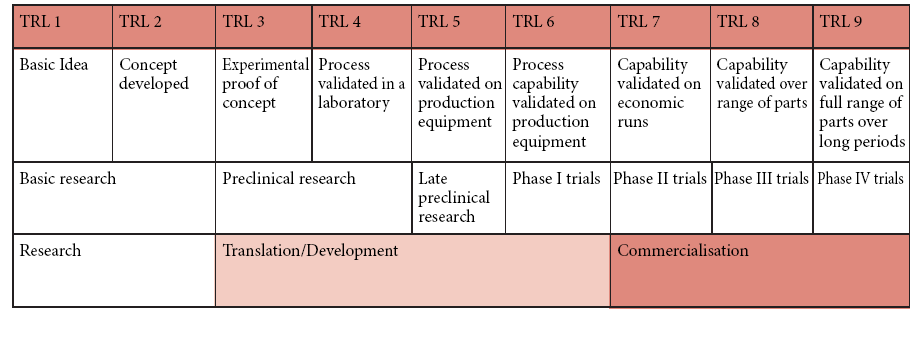 TRL 1 TRL 2 TRL 3 TRL 4 TRL 5 TRL 6 TRL 7 TRL 8 TRL 9
Basic Idea
Concept
developed
Experimental
proof of
concept
Process
validated in a
laboratory
Process
validated on
production
equipment
Process
capability
validated on
production
equipment
Capability
validated on
economic
runs
Capability
validated over
range of parts
Capability
validated on
full range of
parts over
long periods
Basic research
Preclinical research
Late
preclinical
research
Phase I trials
Phase II trials
Phase III trials
Phase IV trials
Research
Translation/Development
Commercialisation